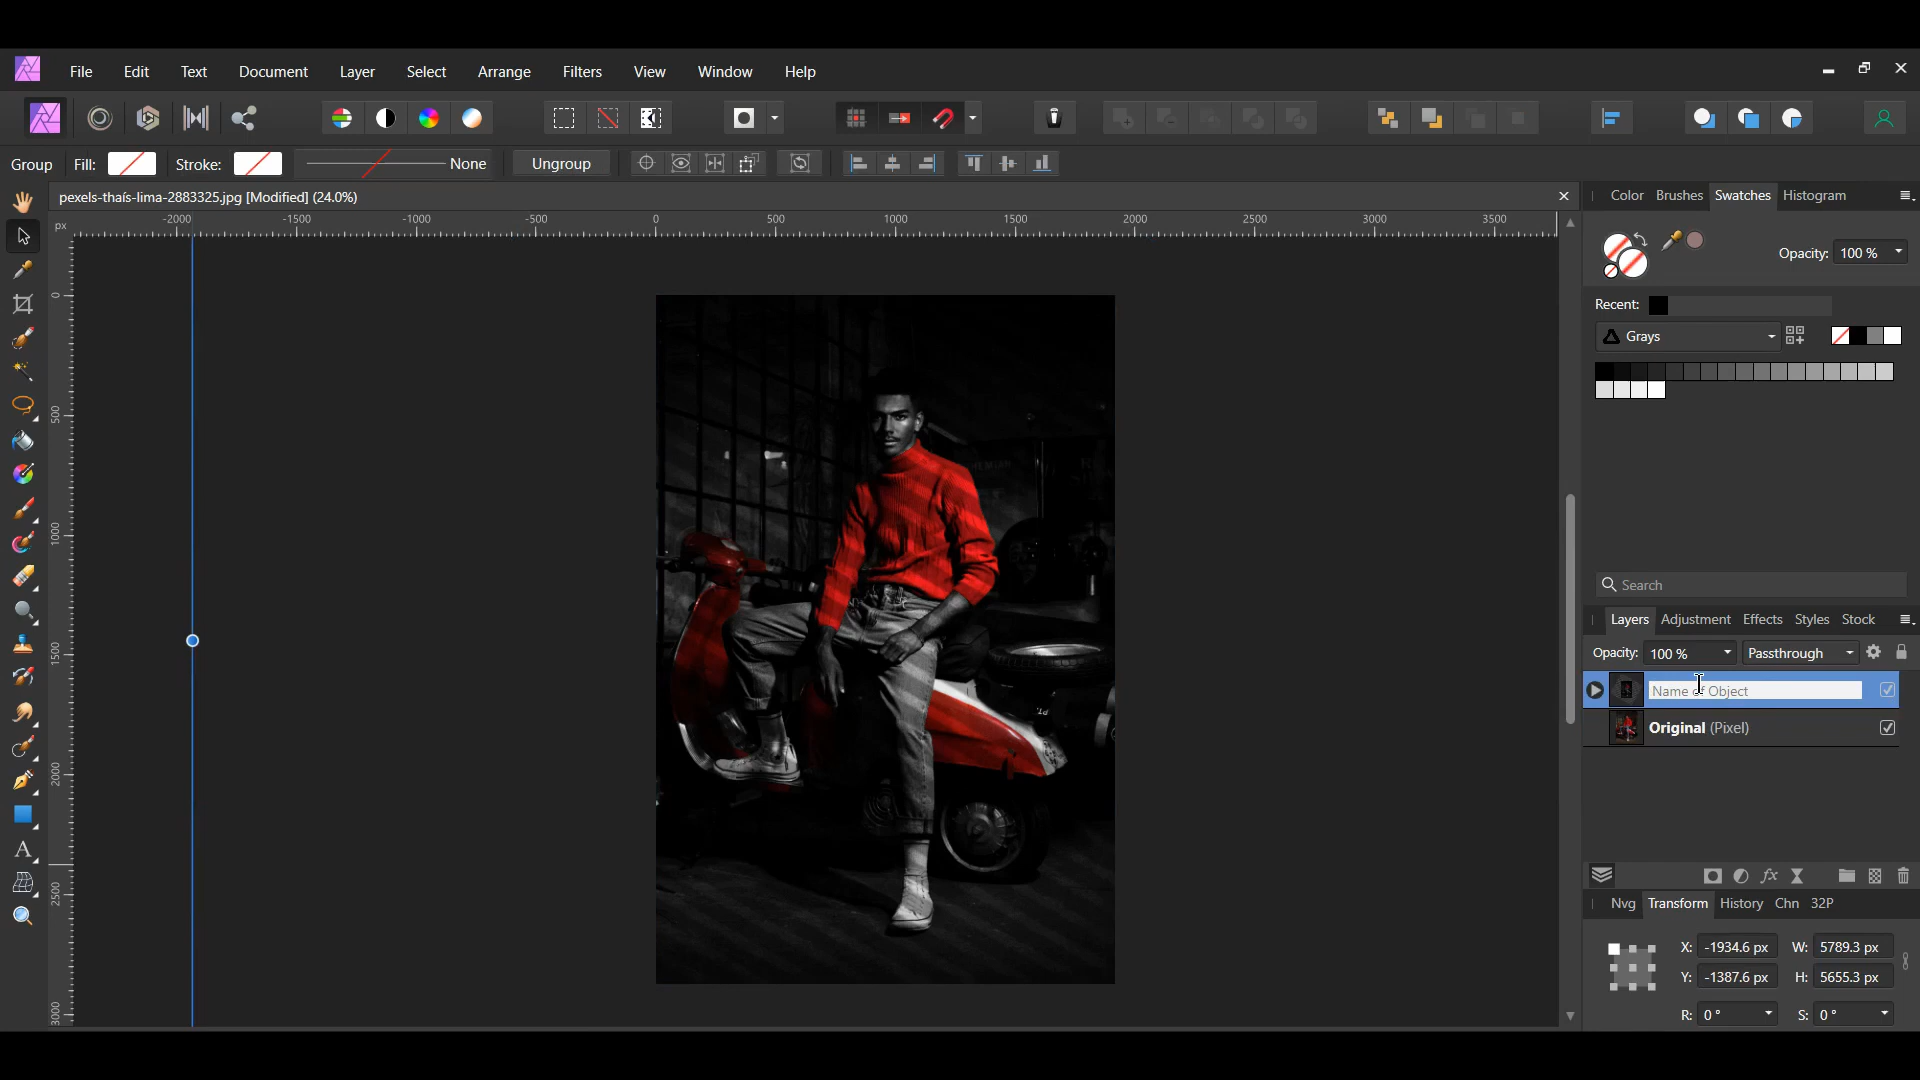 File Edit Text Document Layer Select Arrange Filters View Window Help
Group Fill: Stroke: None Ungroup
pexels-thaís-lima-2883325.jpg [Modified] (24.0%)
Color Brushes Swatches Histogram
px -2000 -1500 -1000 -500 0 500 1000 1500 2000 2500 3000 3500
0
500
1000
1500
2000
2500
3000
Opacity: 100 %
Recent:
Grays
Search
Layers Adjustment Effects Styles Stock
Opacity: 100 % Passthrough
Name of Object
Original (Pixel)
Nvg Transform History Chn 32P
X: -1934.6 px W: 5789.3 px
Y: -1387.6 px H: 5655.3 px
R: 0 ° S: 0 °